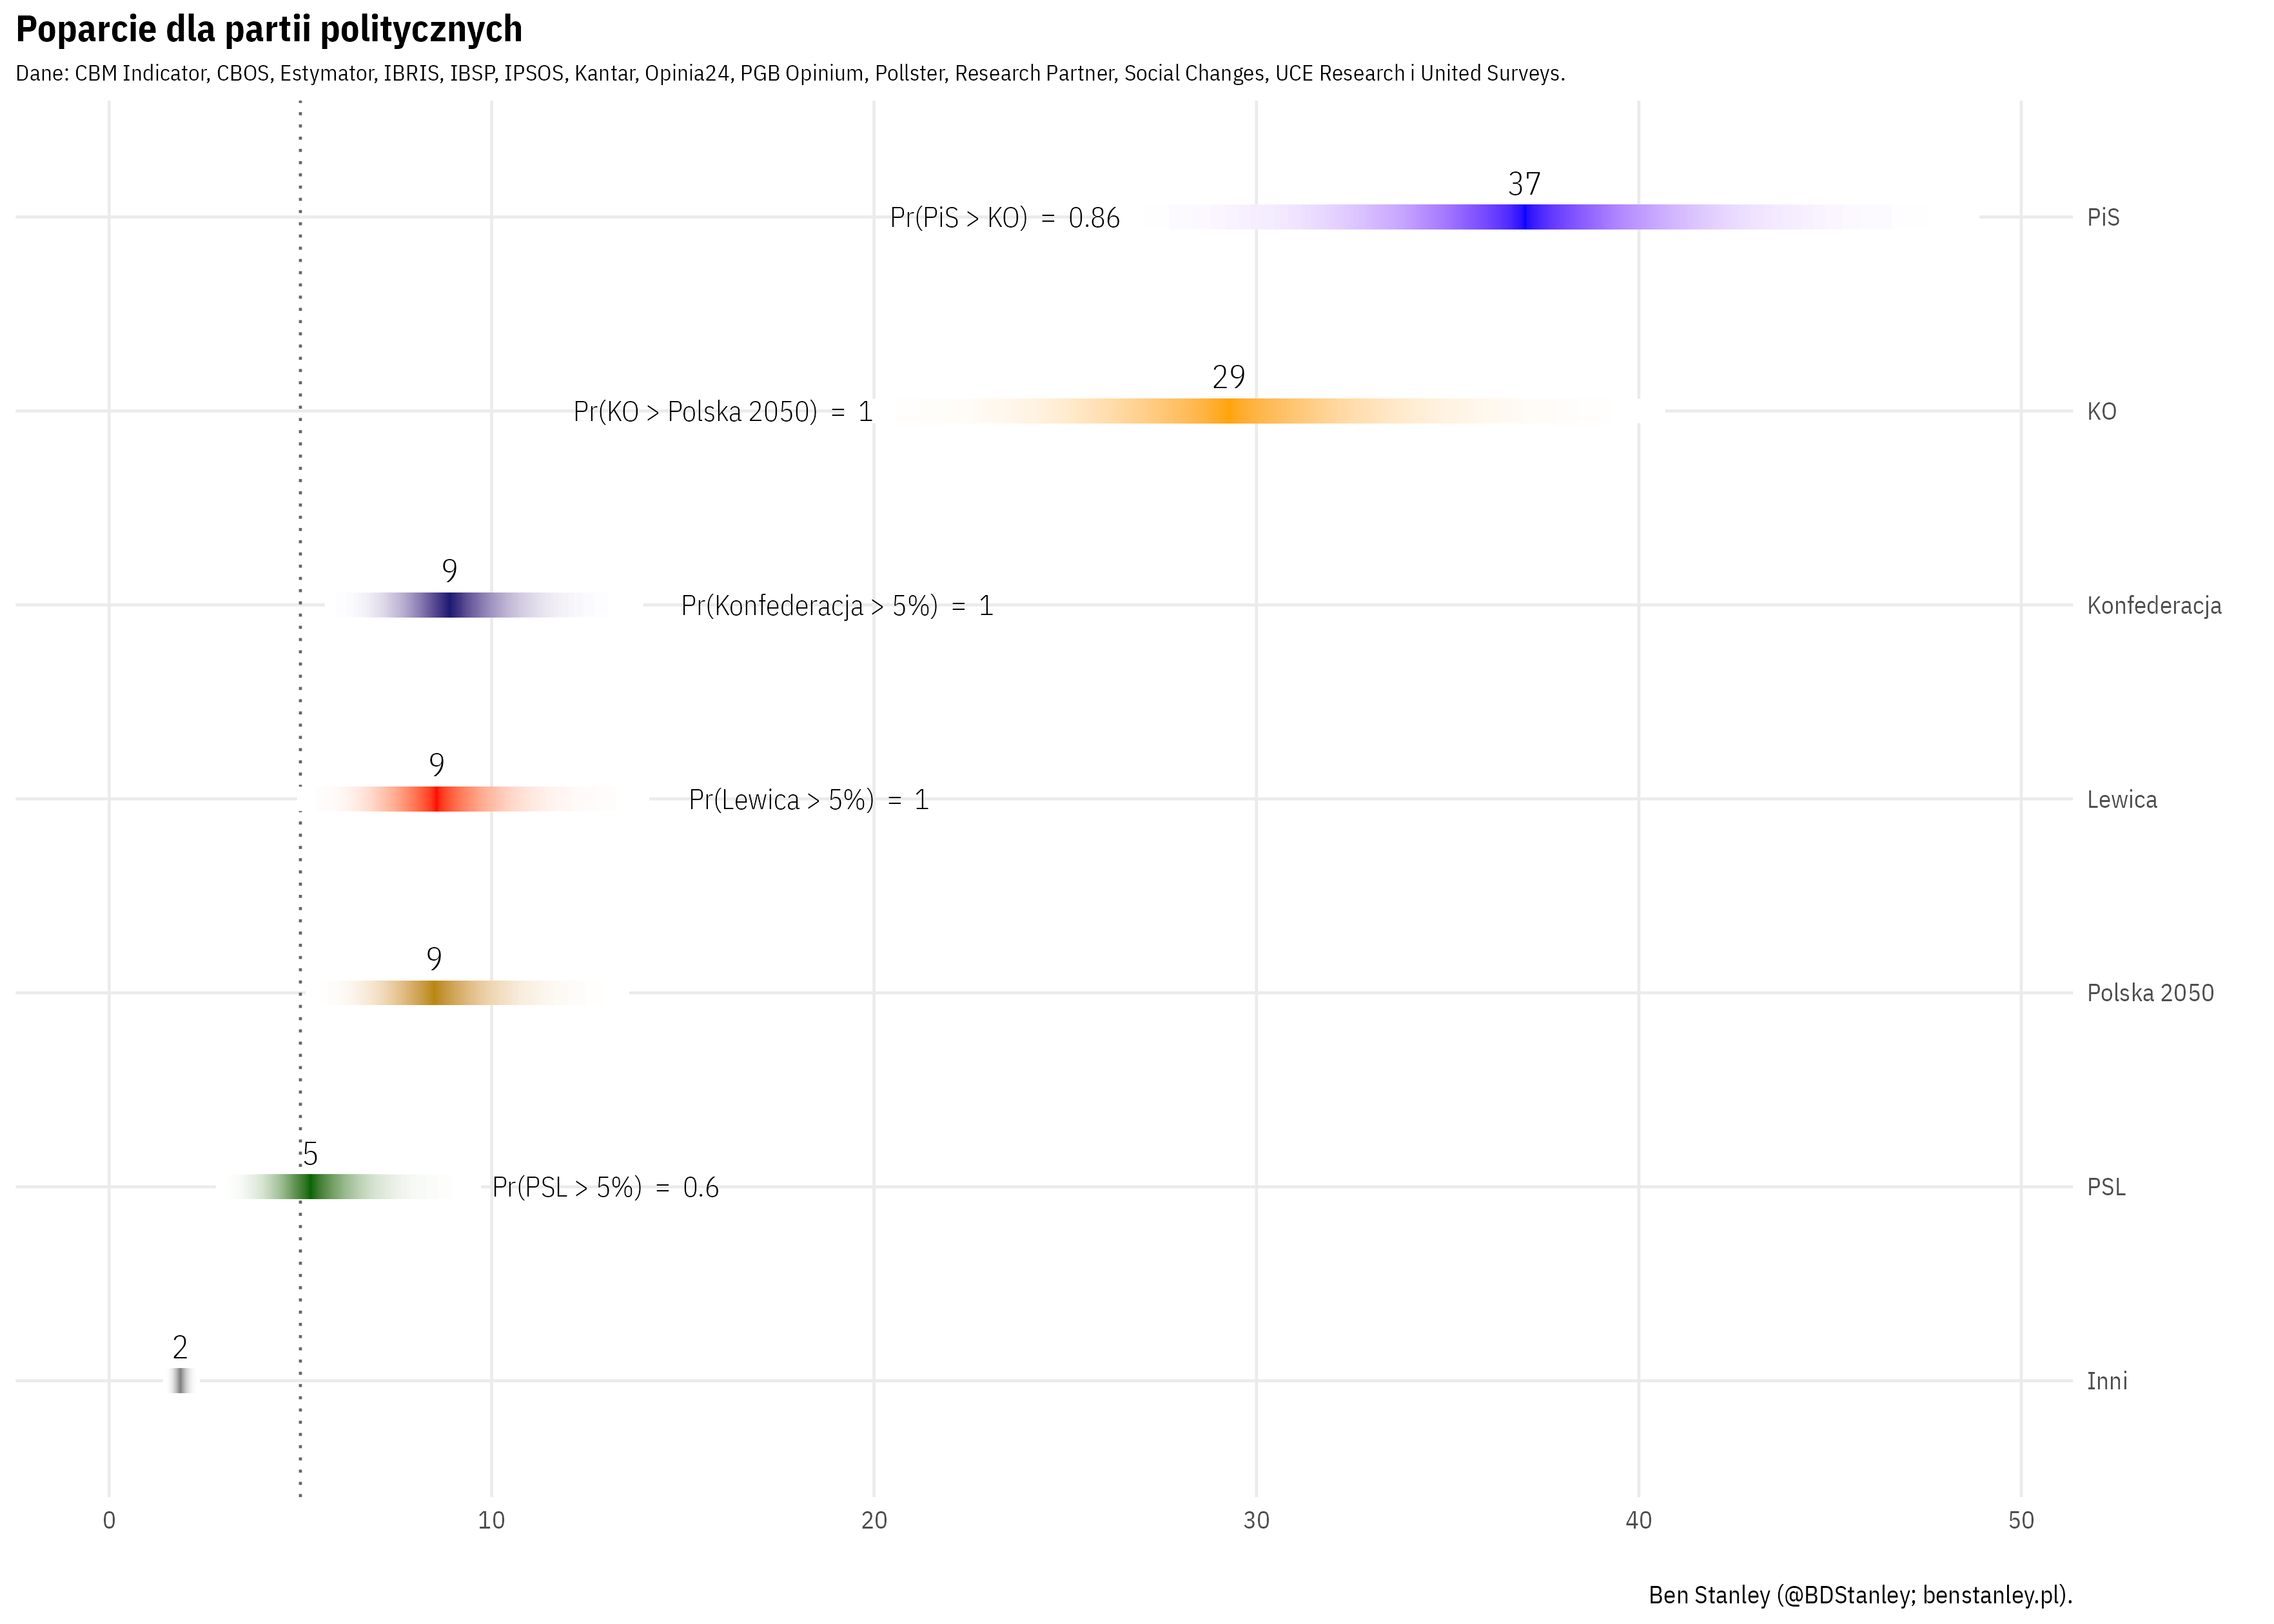 Poparcie dla partii politycznych
Dane: CBM Indicator, CBOS, Estymator, IBRIS, IBSP, IPSOS, Kantar, Opinia24, PGB Opinium, Pollster, Research Partner, Social Changes, UCE Research i United Surveys.
37
Pr(PiS > KO) = 0.86
PiS
29
Pr(KO > Polska 2050) = 1
KO
9
Pr(Konfederacja > 5%) = 1
Konfederacja
9
Pr(Lewica > 5%) = 1
Lewica
9
Polska 2050
5
Pr(PSL > 5%) = 0.6
PSL
2
Inni
0 10 20 30 40 50
Ben Stanley (@BDStanley; benstanley.pl).